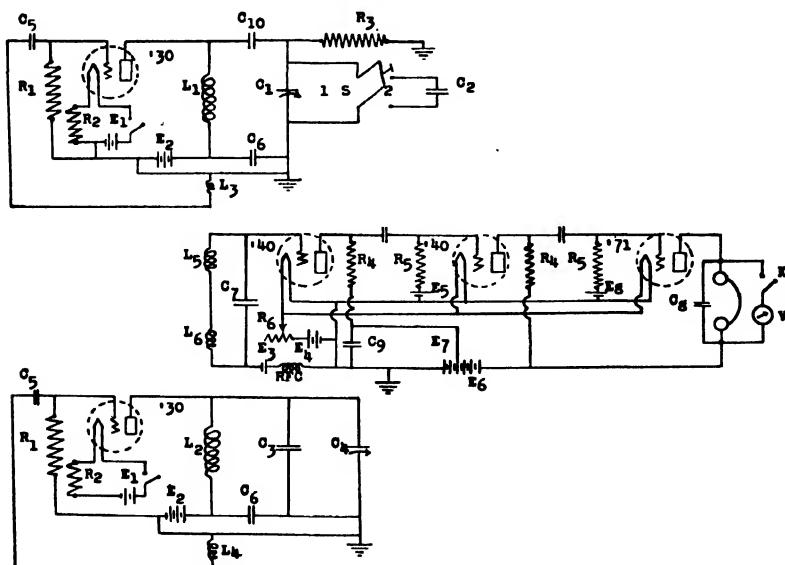 C5 '30 C10 R3
R1 L1 C1 1 S 2 C2
R2 E1
E2 C6
L3
'40 '40 '71
L5 C7 R4 R5 R4 R5 C8 K
E5 E8 V
L6 R6 E3 E4 C9 E7
RFC E6
C5 '30
R1 L2 C3 C4
R2 E1
E2 C6
L4